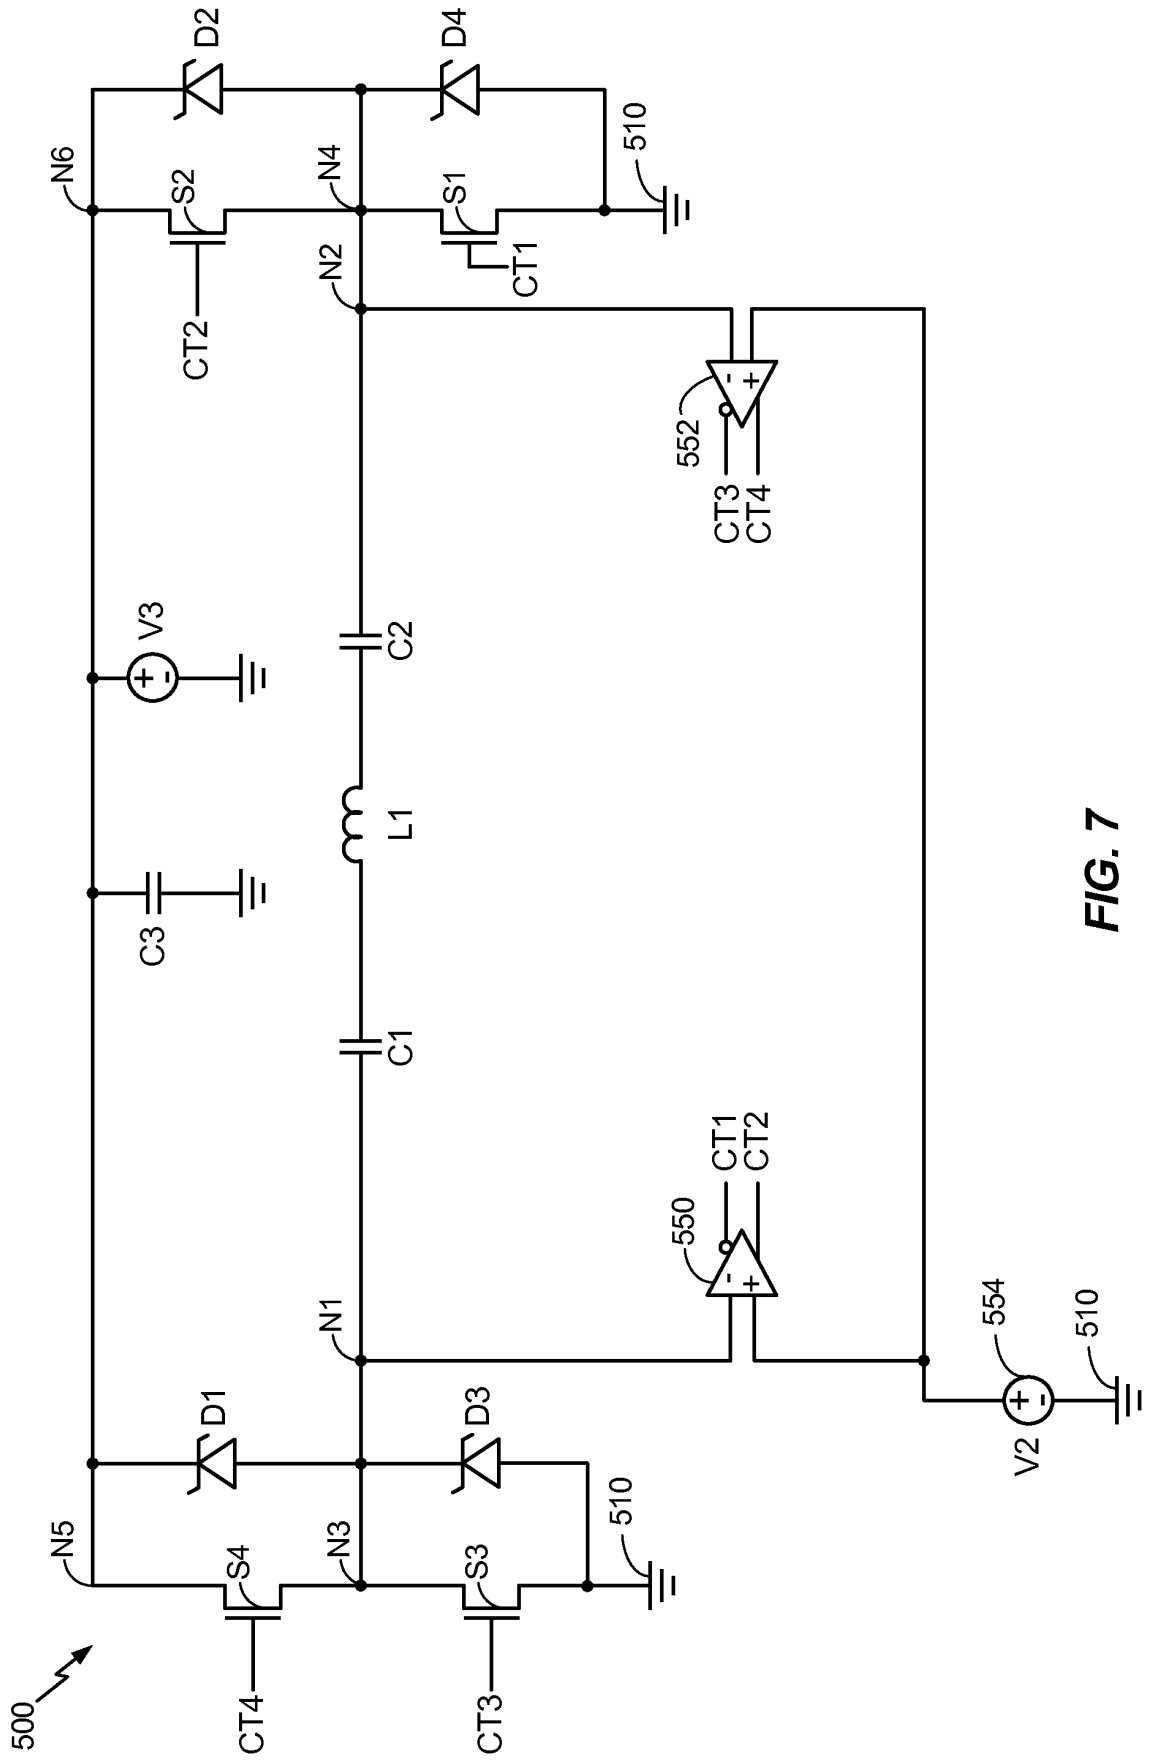 500
N5
N6
CT4
S4
D1
C3
V3
+
-
CT2
S2
D2
N3
N1
C1
L1
C2
N2
N4
CT3
S3
D3
CT1
S1
D4
510
510
550
-
+
CT1
CT2
552
-
+
CT3
CT4
V2
+
-
554
510
FIG. 7